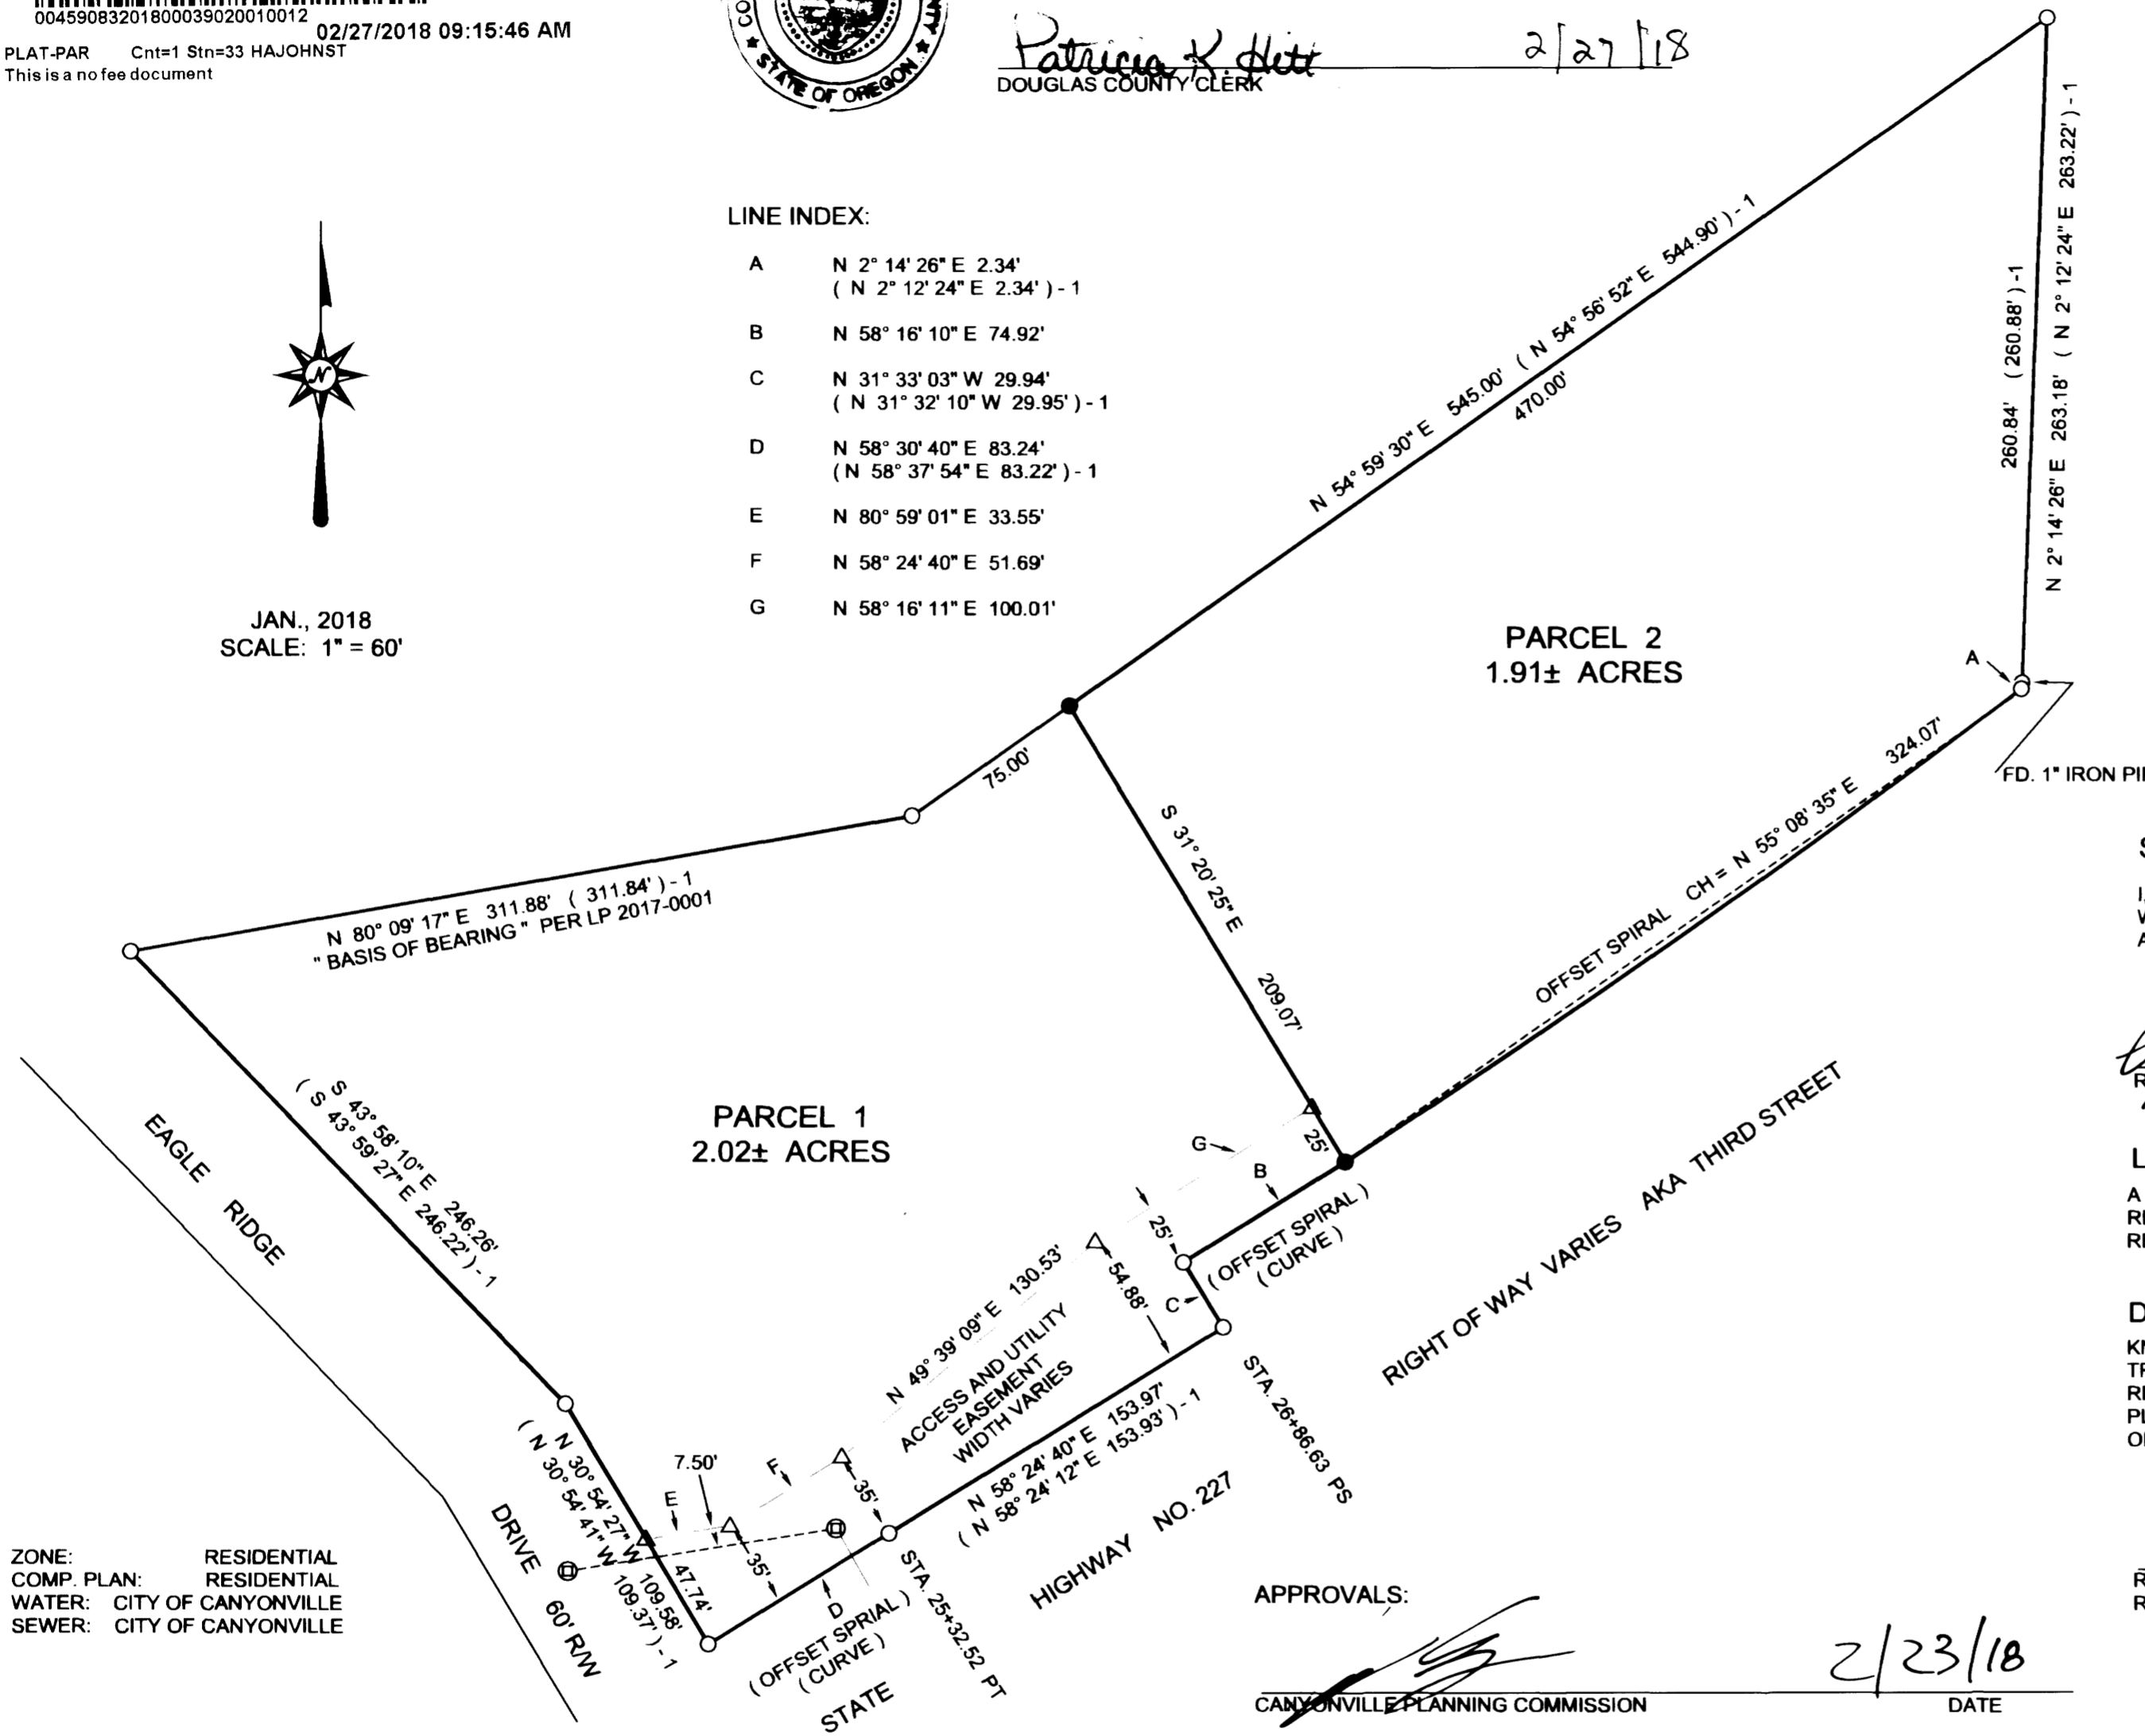 00459083201800039020010012
02/27/2018 09:15:46 AM
PLAT-PAR Cnt=1 Stn=33 HAJOHNST
This is a no fee document
STATE OF OREGON
Patricia K. Hitt 2/27/18
DOUGLAS COUNTY CLERK
LINE INDEX:
A N 2° 14' 26" E 2.34'
( N 2° 12' 24" E 2.34' ) - 1
B N 58° 16' 10" E 74.92'
C N 31° 33' 03" W 29.94'
( N 31° 32' 10" W 29.95' ) - 1
D N 58° 30' 40" E 83.24'
( N 58° 37' 54" E 83.22' ) - 1
E N 80° 59' 01" E 33.55'
F N 58° 24' 40" E 51.69'
G N 58° 16' 11" E 100.01'
N
JAN., 2018
SCALE: 1" = 60'
N 54° 59' 30" E 545.00' ( N 54° 56' 52" E 544.90' ) - 1
470.00'
260.84' ( 260.88' ) -1
N 2° 14' 26" E 263.18' ( N 2° 12' 24" E 263.22' ) - 1
PARCEL 2
1.91± ACRES
A
FD. 1" IRON
75.00'
S 31° 20' 25" E 209.07'
OFFSET SPIRAL CH = N 55° 08' 35" E 324.07'
N 80° 09' 17" E 311.88' ( 311.84' ) - 1
" BASIS OF BEARING " PER LP 2017-0001
S 43° 58' 10" E 246.26'
( S 43° 59' 27" E 246.22' ) - 1
EAGLE RIDGE
DRIVE 60' R/W
PARCEL 1
2.02± ACRES
G
25'
B
25'
( OFFSET SPIRAL )
( CURVE )
C
54.88'
N 49° 39' 09" E 130.53'
ACCESS AND UTILITY
EASEMENT
WIDTH VARIES
N 58° 24' 40" E 153.97'
( N 58° 24' 12" E 153.93' ) - 1
STA. 26+86.63 PS
RIGHT OF WAY VARIES AKA THIRD STREET
HIGHWAY NO. 227
STATE
7.50'
E
F
35'
35'
47.74'
N 30° 54' 27" W 109.58'
( N 30° 54' 41" W 109.37' ) - 1
D
( OFFSET SPRIAL )
( CURVE )
STA. 25+32.52 PT
ZONE: RESIDENTIAL
COMP. PLAN: RESIDENTIAL
WATER: CITY OF CANYONVILLE
SEWER: CITY OF CANYONVILLE
APPROVALS:
2/23/18
CANYONVILLE PLANNING COMMISSION DATE